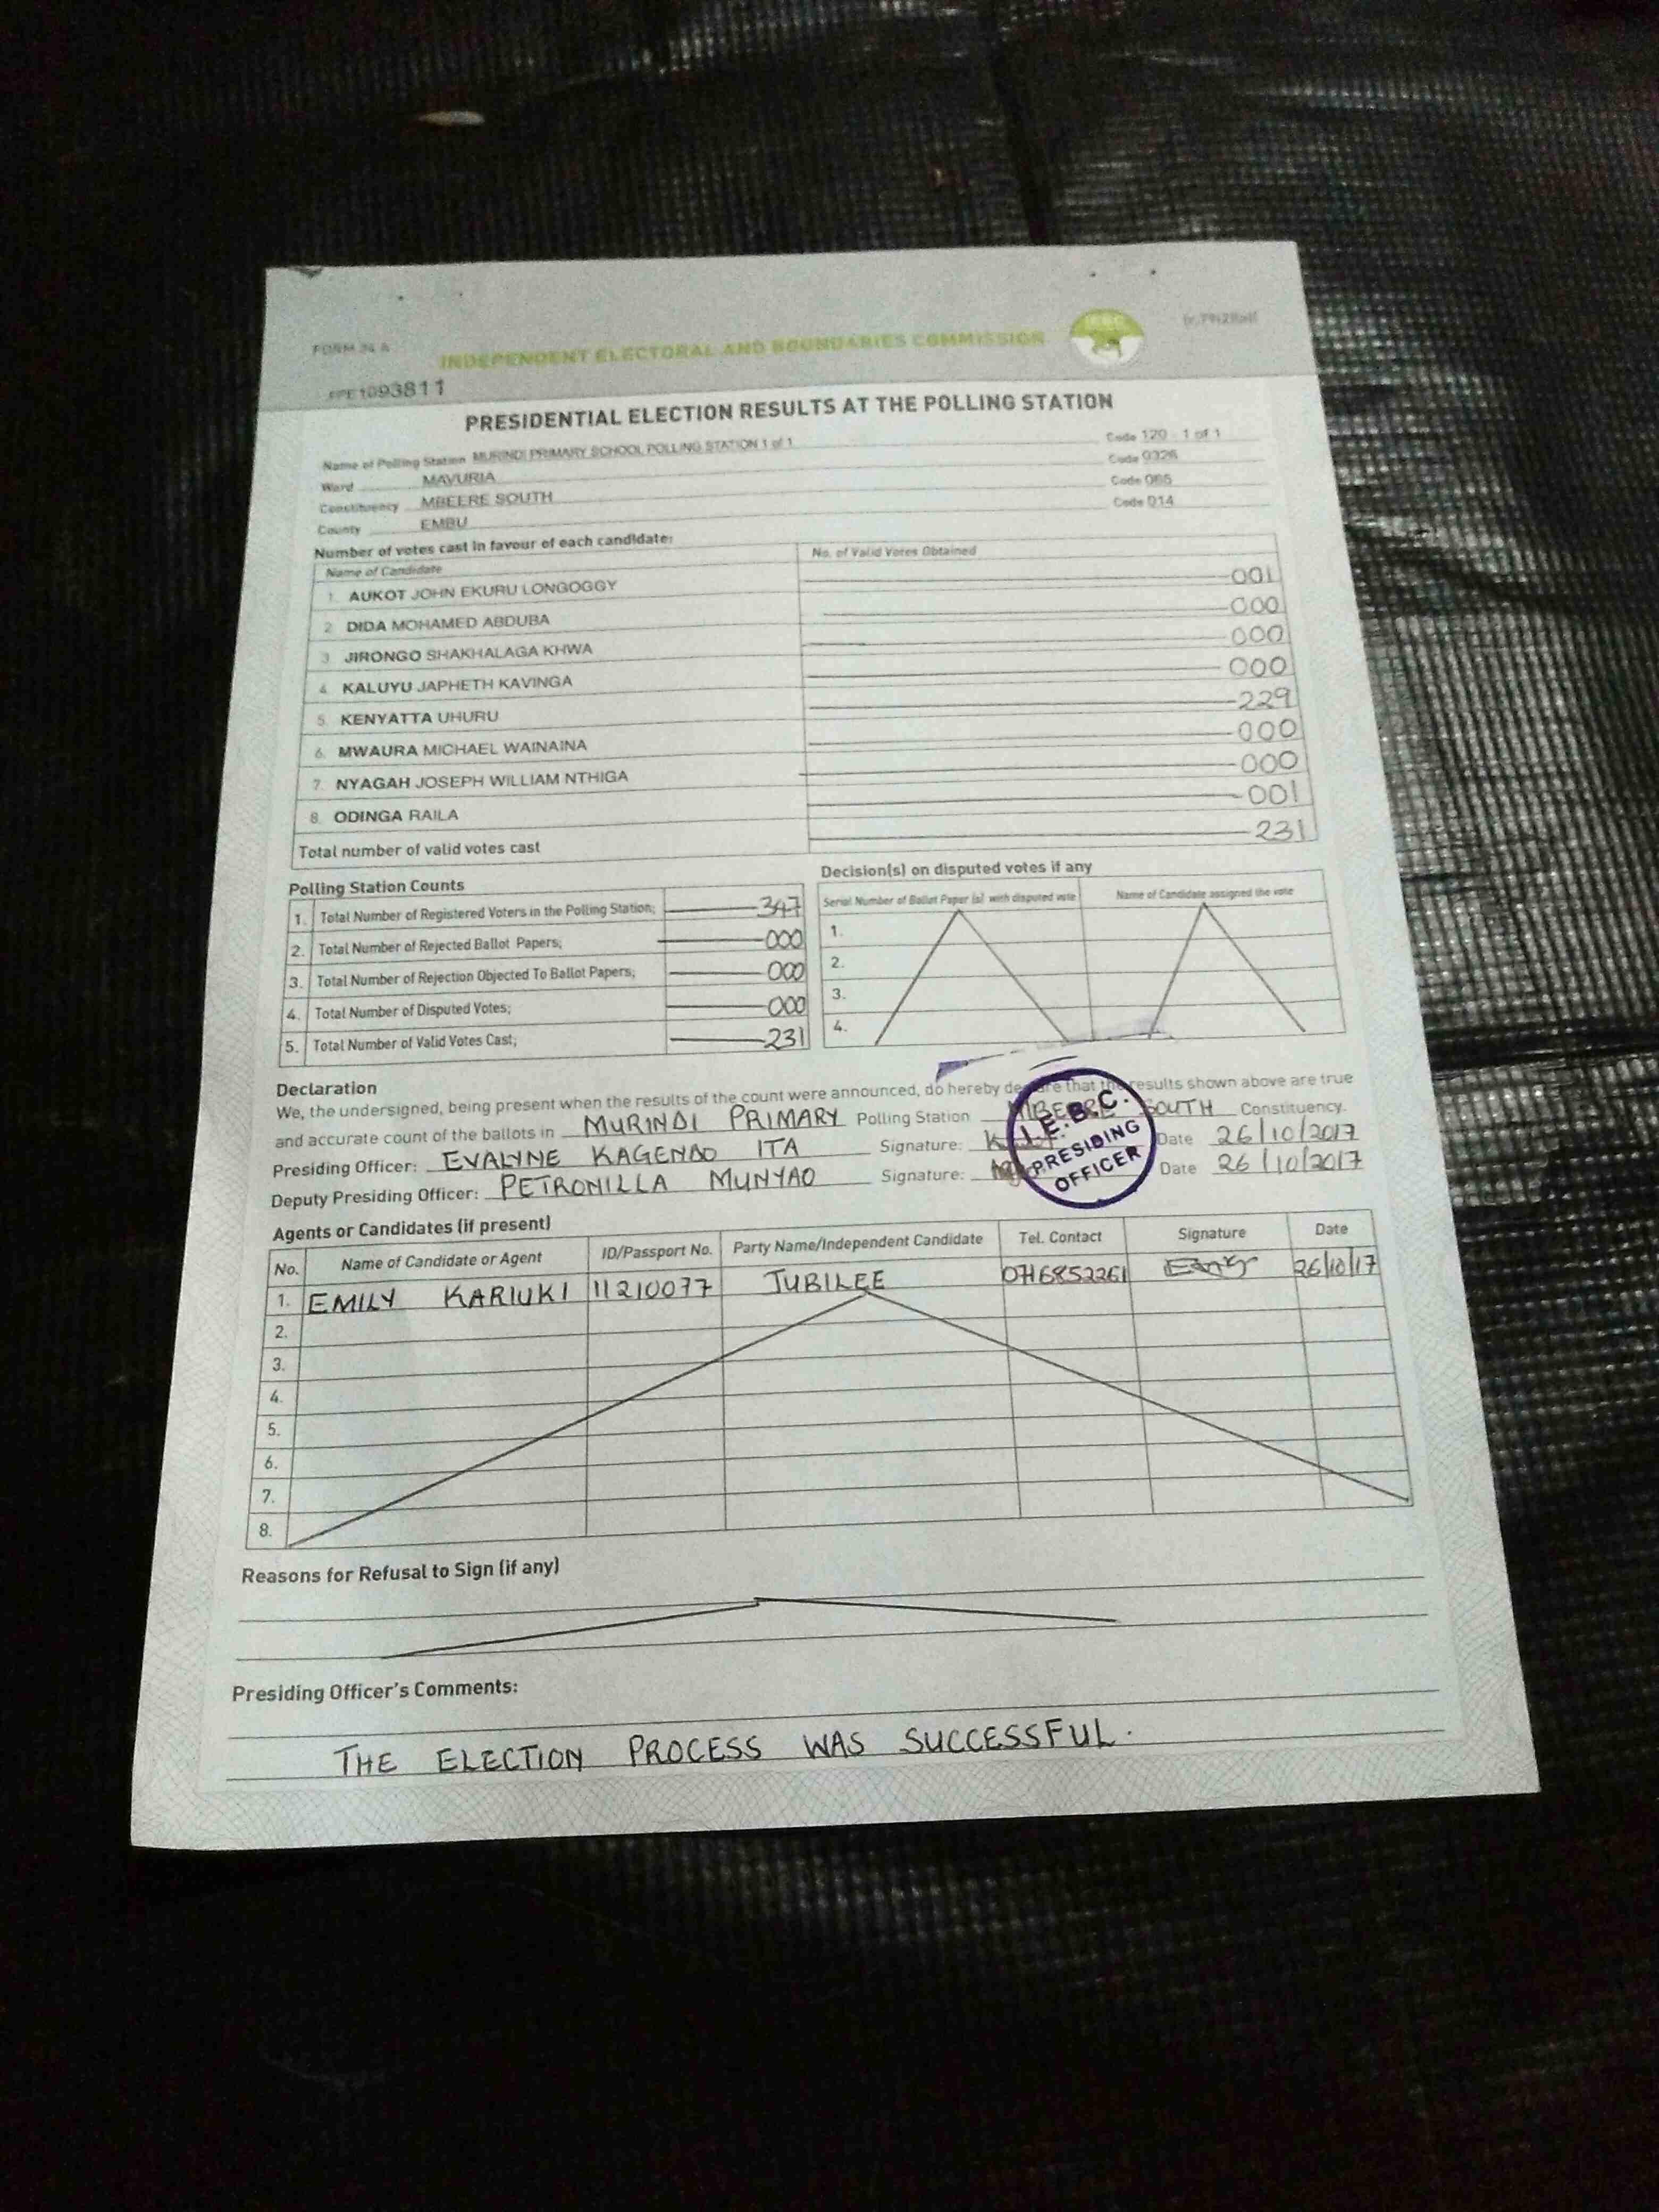 FORM 34 A
INDEPENDENT ELECTORAL AND BOUNDARIES COMMISSION
1093811
PRESIDENTIAL ELECTION RESULTS AT THE POLLING STATION
Name of Polling Station MURINDI PRIMARY SCHOOL POLLING STATION 1 of 1 Code 120 - 1 of 1
Ward MAVURIA Code 0326
Constituency MBEERE SOUTH Code 065
County EMBU Code 014
Number of votes cast in favour of each candidate:
Name of Candidate No. of Valid Votes Obtained
1. AUKOT JOHN EKURU LONGOGGY 001
2. DIDA MOHAMED ABDUBA 000
3. JIRONGO SHAKHALAGA KHWA 000
4. KALUYU JAPHETH KAVINGA 000
5. KENYATTA UHURU 229
6. MWAURA MICHAEL WAINAINA 000
7. NYAGAH JOSEPH WILLIAM NTHIGA 000
8. ODINGA RAILA 001
Total number of valid votes cast 231
Polling Station Counts
1. Total Number of Registered Voters in the Polling Station; 347
2. Total Number of Rejected Ballot Papers; 000
3. Total Number of Rejection Objected To Ballot Papers; 000
4. Total Number of Disputed Votes; 000
5. Total Number of Valid Votes Cast; 231
Decision(s) on disputed votes if any
Serial Number of Ballot Paper (s) with disputed vote Name of Candidate assigned the vote
1.
2.
3.
4.
Declaration
We, the undersigned, being present when the results of the count were announced, do hereby declare that the results shown above are true
and accurate count of the ballots in MURINDI PRIMARY Polling Station MBEERE SOUTH Constituency.
Presiding Officer: EVALYNE KAGENDO ITA Signature: Date 26/10/2017
Deputy Presiding Officer: PETRONILLA MUNYAO Signature: Date 26/10/2017
I.E.B.C.
PRESIDING
OFFICER
Agents or Candidates (if present)
No. Name of Candidate or Agent ID/Passport No. Party Name/Independent Candidate Tel. Contact Signature Date
1. EMILY KARIUKI 11210077 JUBILEE 0716852261 26/10/17
2.
3.
4.
5.
6.
7.
8.
Reasons for Refusal to Sign (if any)
Presiding Officer's Comments:
THE ELECTION PROCESS WAS SUCCESSFUL.